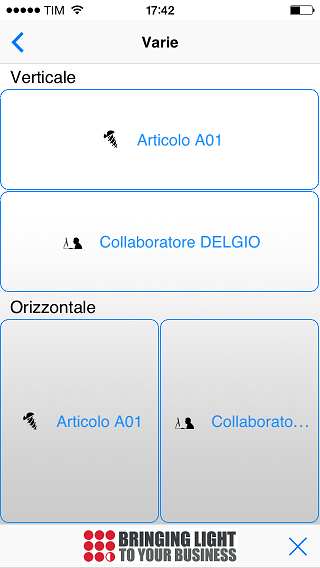 TIM 17:42
Varie
Verticale
Articolo A01
Collaboratore DELGIO
Orizzontale
Articolo A01 Collaborato...
BRINGING LIGHT
TO YOUR BUSINESS